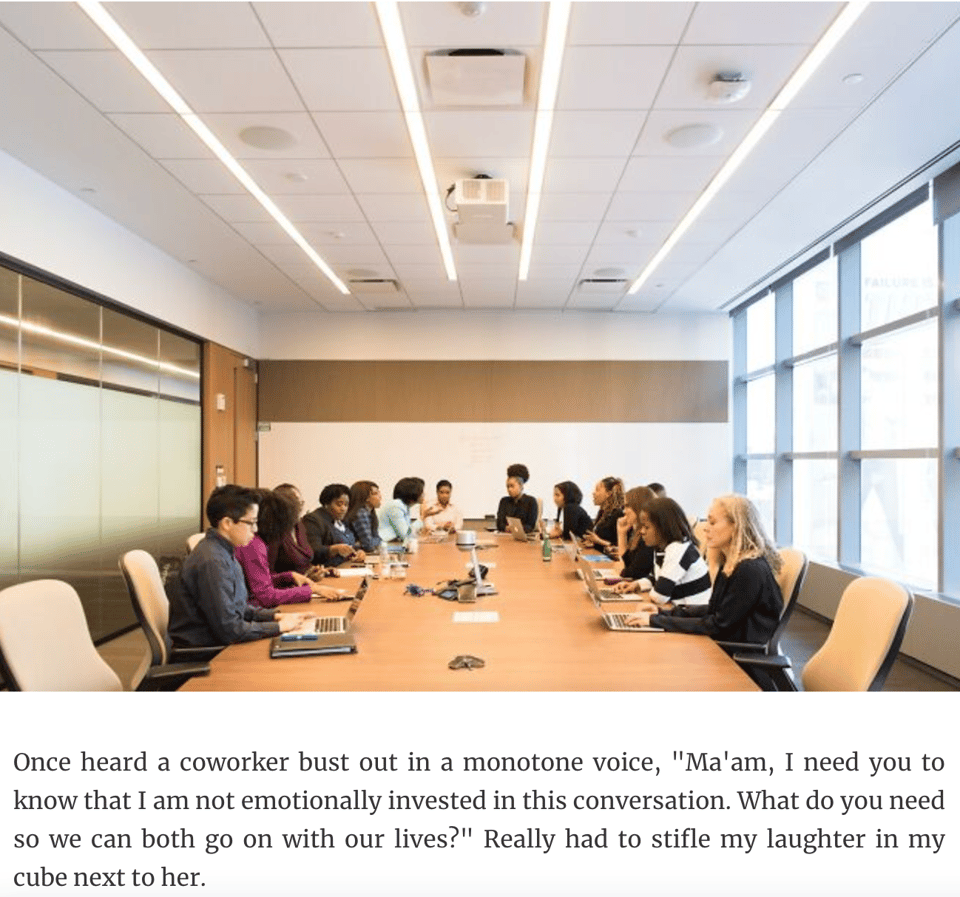 Once heard a coworker bust out in a monotone voice, "Ma'am, I need you to
know that I am not emotionally invested in this conversation. What do you need
so we can both go on with our lives?" Really had to stifle my laughter in my
cube next to her.